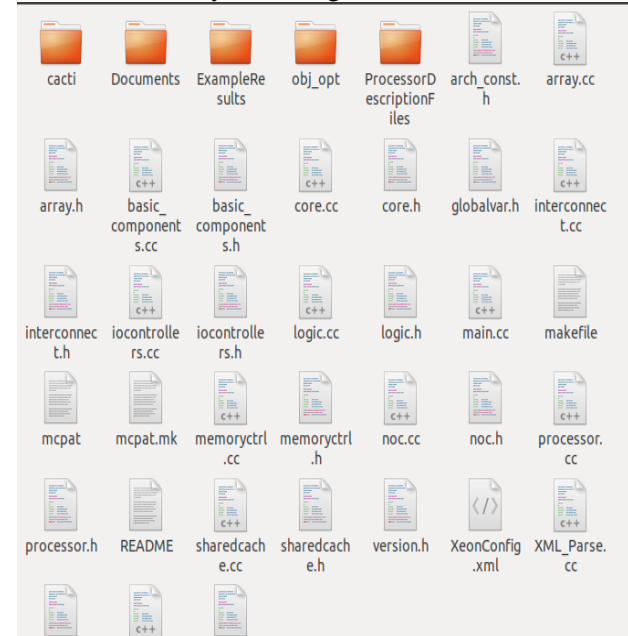 cacti Documents ExampleRe obj_opt ProcessorD arch_const. array.cc
sults escriptionF h
iles
array.h basic_ basic_ core.cc core.h globalvar.h interconnec
component component t.cc
s.cc s.h
interconnec iocontrolle iocontrolle logic.cc logic.h main.cc makefile
t.h rs.cc rs.h
mcpat mcpat.mk memoryctrl memoryctrl noc.cc noc.h processor.
.cc .h cc
processor.h README sharedcach sharedcach version.h XeonConfig XML_Parse.
e.cc e.h .xml cc